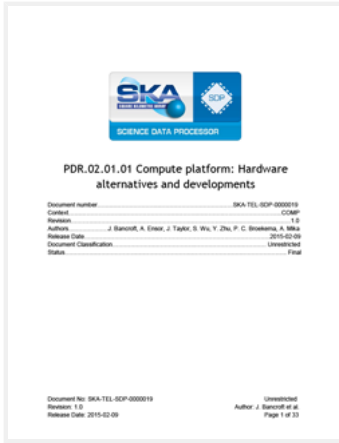 SKA
SDP
SCIENCE DATA PROCESSOR
PDR.02.01.01 Compute platform: Hardware
alternatives and developments
Document number SKA-TEL-SDP-0000019
Context COMP
Revision 1.0
Authors J. Bancroft, A. Ensor, J. Taylor, S. Wu, Y. Zhu, P. C. Broekema, A. Mika
Release Date 2015-02-09
Document Classification Unrestricted
Status Final
Document No: SKA-TEL-SDP-0000019 Unrestricted
Revision: 1.0 Author: J. Bancroft et al.
Release Date: 2015-02-09 Page 1 of 33